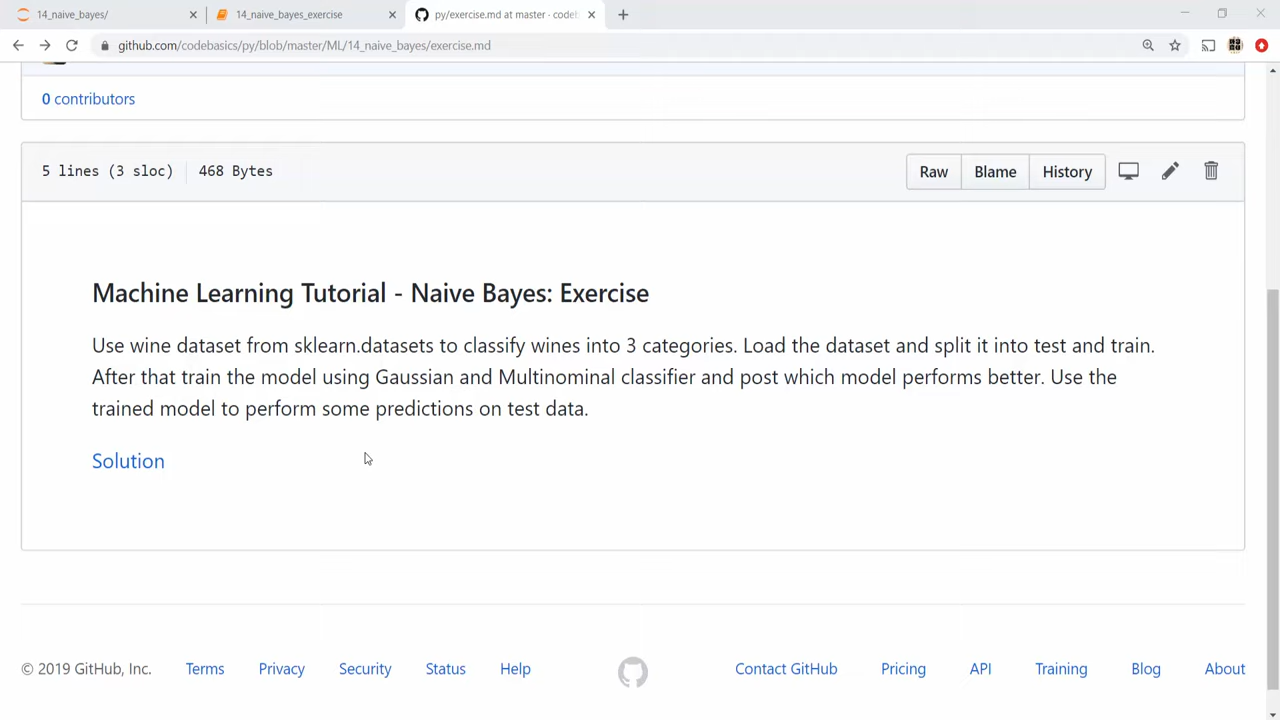 14_naive_bayes/
14_naive_bayes_exercise
py/exercise.md at master · codeb
github.com/codebasics/py/blob/master/ML/14_naive_bayes/exercise.md
0 contributors
5 lines (3 sloc) 468 Bytes
Raw Blame History
Machine Learning Tutorial - Naive Bayes: Exercise
Use wine dataset from sklearn.datasets to classify wines into 3 categories. Load the dataset and split it into test and train.
After that train the model using Gaussian and Multinominal classifier and post which model performs better. Use the
trained model to perform some predictions on test data.
Solution
© 2019 GitHub, Inc. Terms Privacy Security Status Help Contact GitHub Pricing API Training Blog About